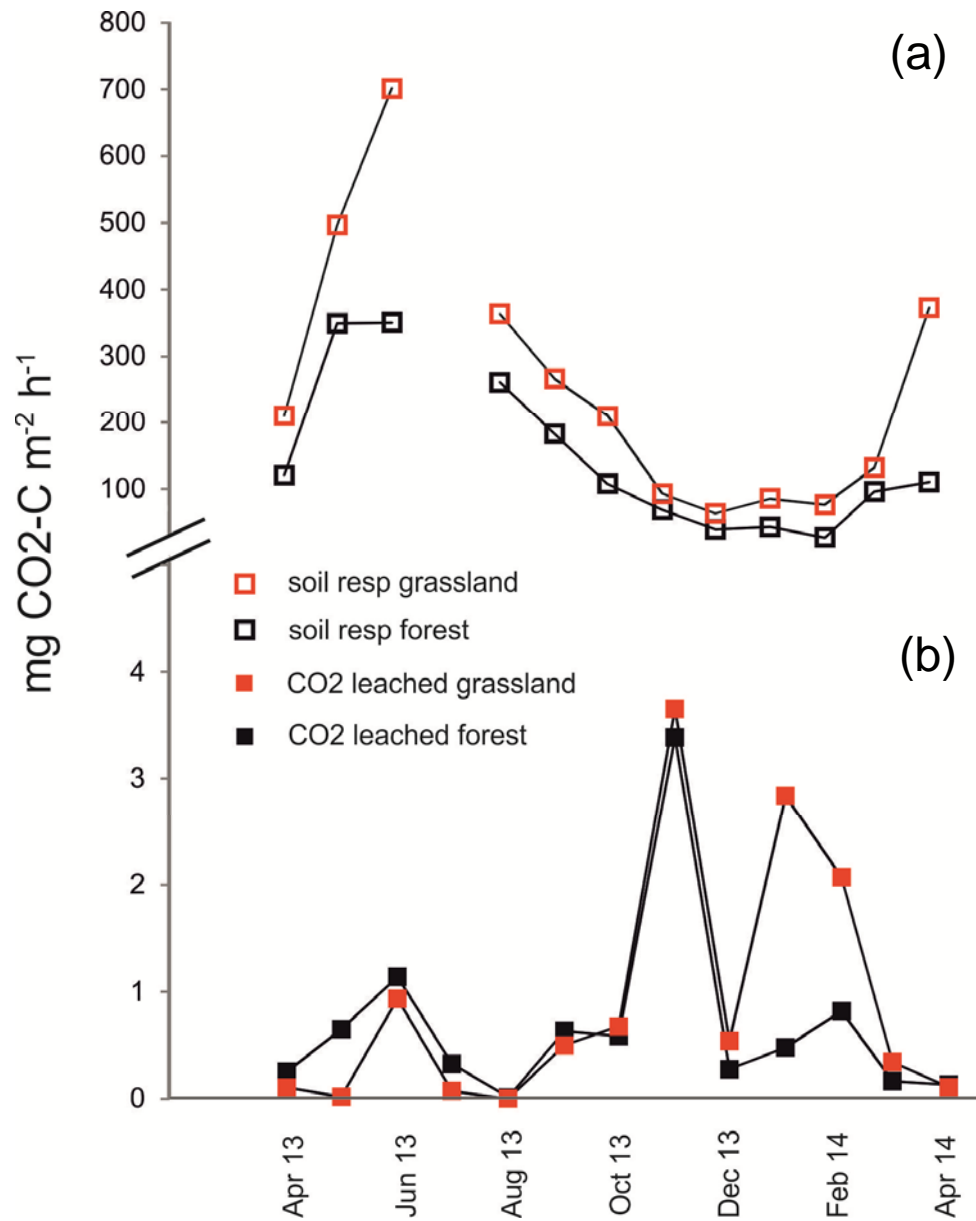 (a)
800
700
600
500
400
300
200
100
mg CO2-C m⁻² h⁻¹
soil resp grassland
soil resp forest
CO2 leached grassland
CO2 leached forest
(b)
4
3
2
1
0
Apr 13
Jun 13
Aug 13
Oct 13
Dec 13
Feb 14
Apr 14